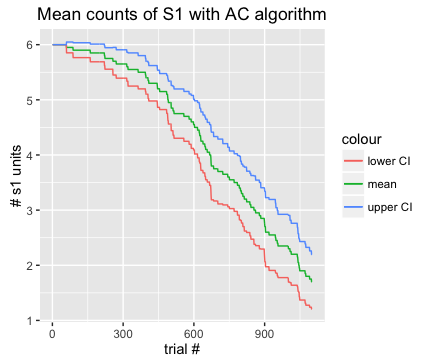 Mean counts of S1 with AC algorithm
# s1 units
6
5
4
3
2
1
0
300
600
900
trial #
colour
lower CI
mean
upper CI